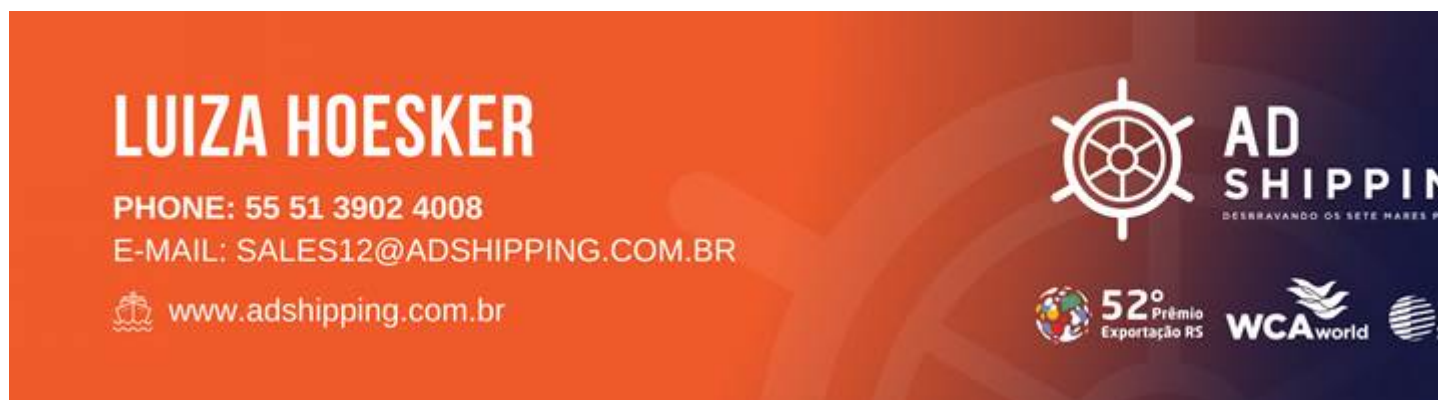 LUIZA HOESKER
PHONE: 55 51 3902 4008
E-MAIL: SALES12@ADSHIPPING.COM.BR
www.adshipping.com.br
AD
SHIPPIN
DESBRAVANDO OS SETE MARES P
52º Prêmio
Exportação RS
WCAworld